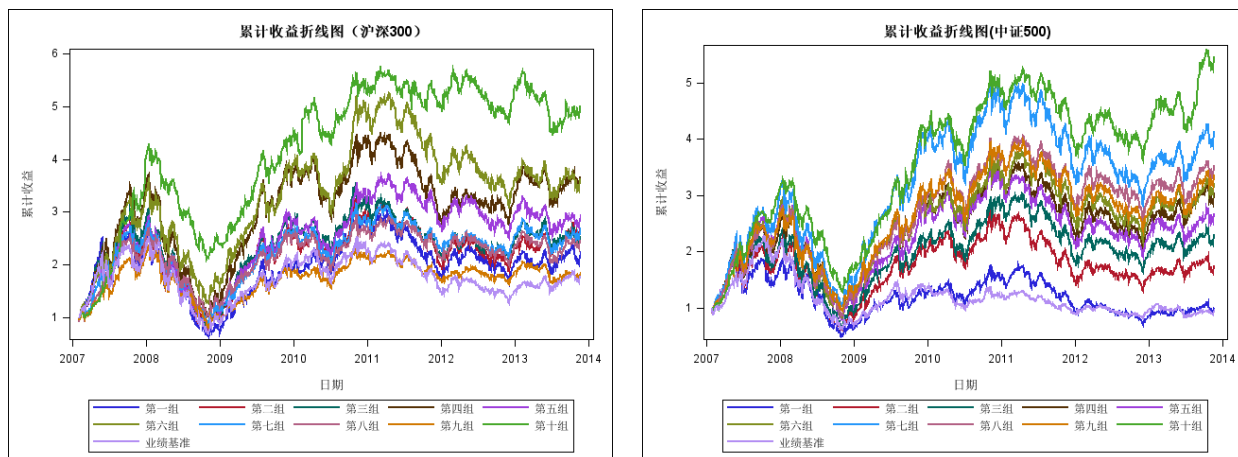 累计收益折线图（沪深300）
累计收益
6
5
4
3
2
1
2007 2008 2009 2010 2011 2012 2013 2014
日期
第一组 第二组 第三组 第四组 第五组
第六组 第七组 第八组 第九组 第十组
业绩基准
累计收益折线图(中证500)
累计收益
5
4
3
2
1
2007 2008 2009 2010 2011 2012 2013 2014
日期
第一组 第二组 第三组 第四组 第五组
第六组 第七组 第八组 第九组 第十组
业绩基准